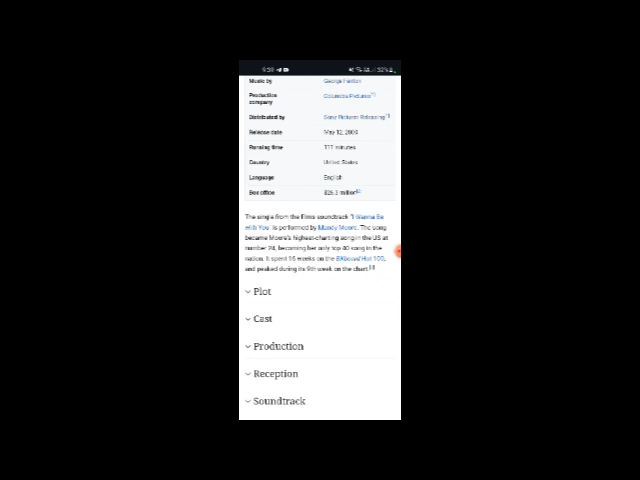 9:59
Music by George Fenton
Production company Columbia Pictures
Distributed by Sony Pictures Releasing
Release date May 12, 2000
Running time 111 minutes
Country United States
Language English
Box office $26.3 million
The single from the Films soundtrack "I Wanna Be
with You" is performed by Mandy Moore. The song
became Moore's highest-charting song in the US at
number 24, becoming her only top 40 song in the
nation. It spent 16 weeks on the Billboard Hot 100,
and peaked during its 9th week on the chart.
Plot
Cast
Production
Reception
Soundtrack